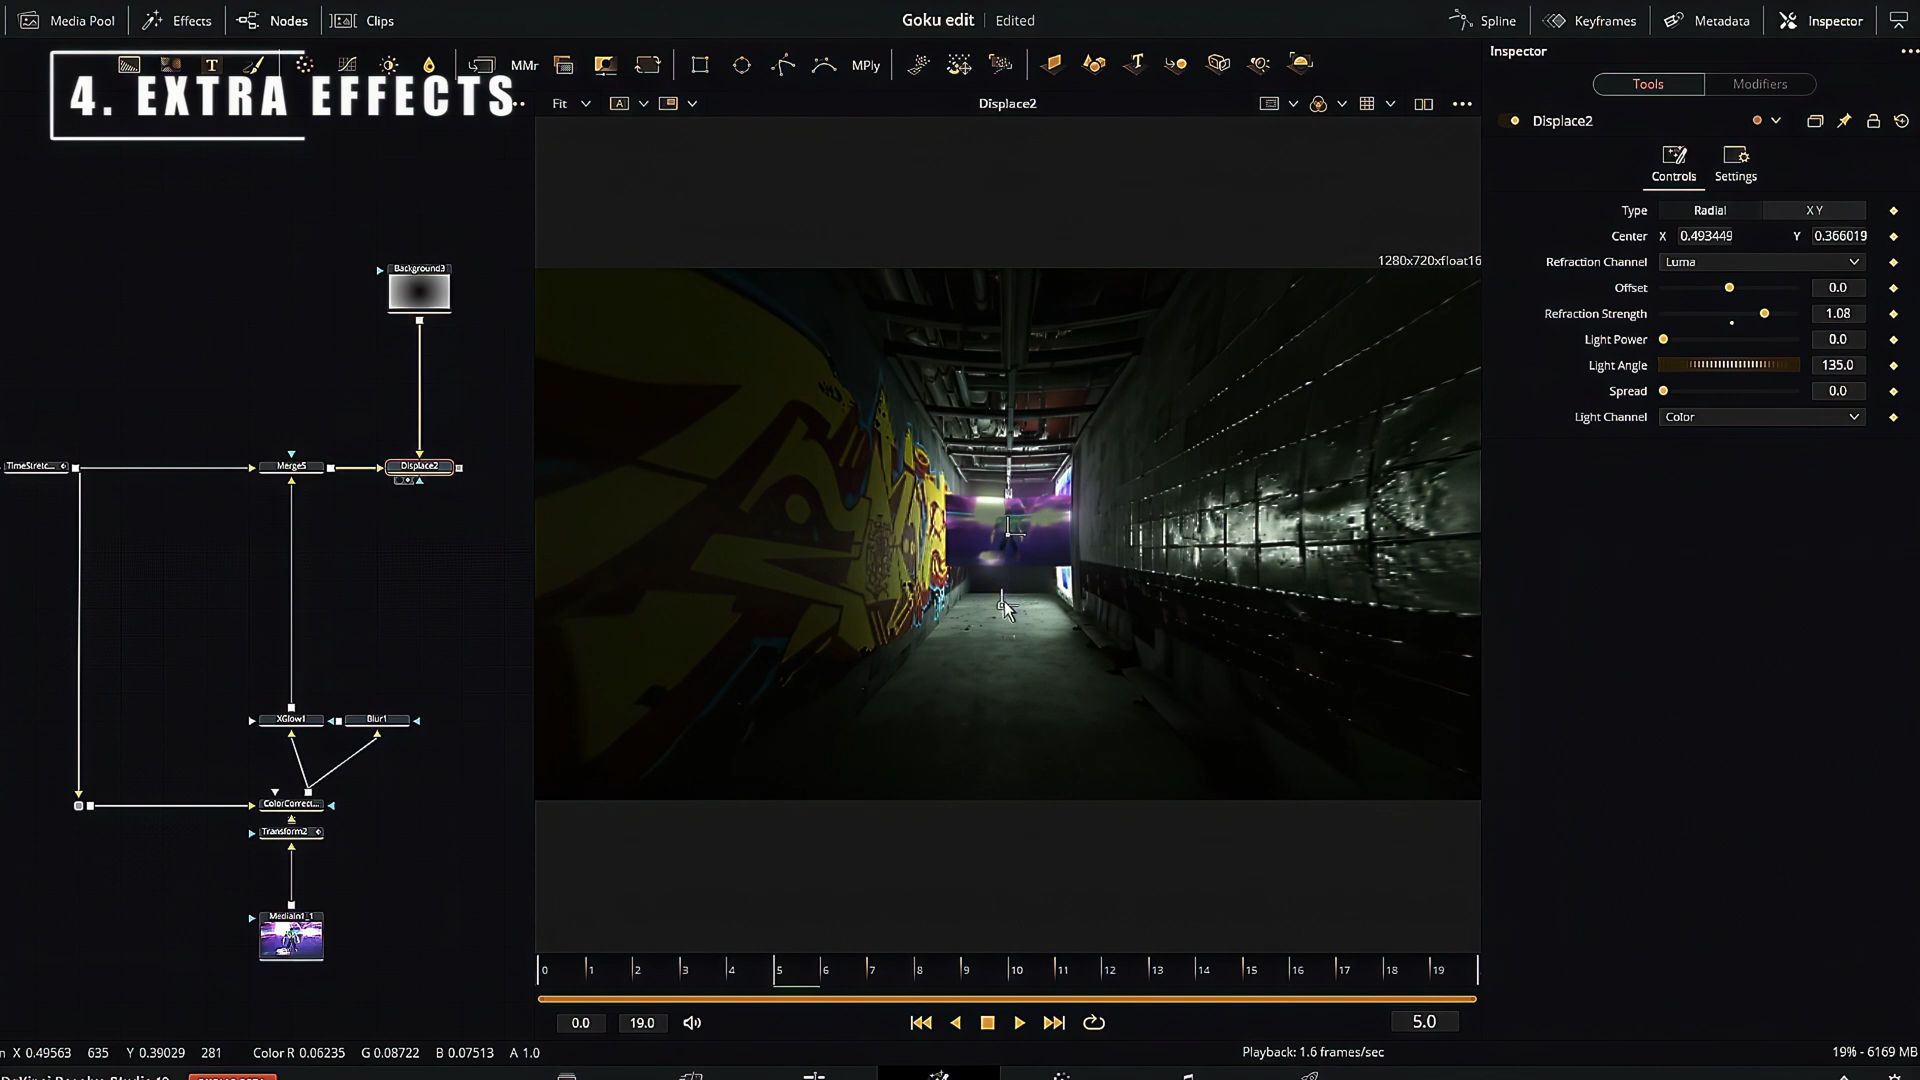 Media Pool
Effects
Nodes
Clips
Goku edit
Edited
Spline
Keyframes
Metadata
Inspector
4. EXTRA EFFECTS
T
MMr
MPly
Inspector
Tools
Modifiers
Fit
A
Displace2
Displace2
Controls
Settings
Type Radial X Y
Center X 0.493449 Y 0.366019
Refraction Channel Luma
Offset 0.0
Refraction Strength 1.08
Light Power 0.0
Light Angle 135.0
Spread 0.0
Light Channel Color
1280x720xfloat16
Background3
TimeStretc...
Merge5
Displace2
XGlow1
Blur1
ColorCorrect...
Transform2
MediaIn1_1
0 1 2 3 4 5 6 7 8 9 10 11 12 13 14 15 16 17 18 19
0.0
19.0
5.0
X 0.49563 635 Y 0.39029 281 Color R 0.06235 G 0.08722 B 0.07513 A 1.0
Playback: 1.6 frames/sec
19% - 6169 MB